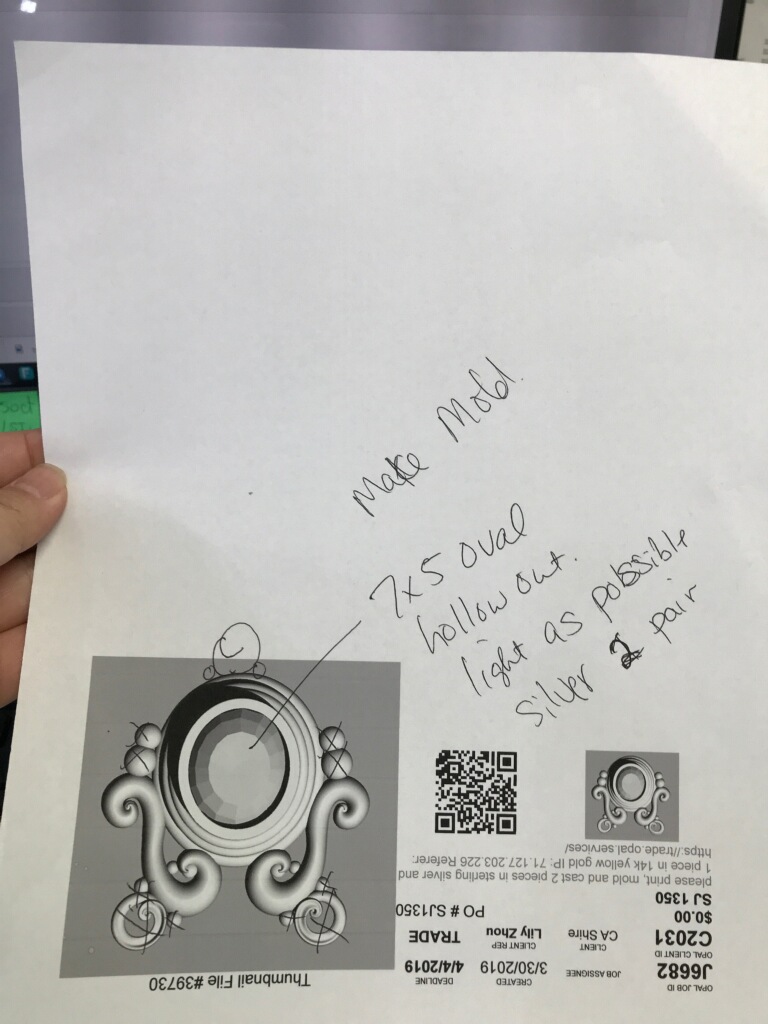 Make Mold.
7x5 oval
hollow out.
light as possible
silver 2 pair
OPAL JOB ID
J6682
JOB ASSIGNEE
CREATED
3/30/2019
DEADLINE
4/4/2019
OPAL CLIENT ID
C2031
CLIENT
CA Shire
CLIENT REP
Lily Zhou
TRADE
$0.00
SJ 1350
PO # SJ1350
please print, mold and cast 2 pieces in sterling silver and
1 piece in 14k yellow gold IP: 71.127.203.226 Referer:
https://trade.opal.services/
Thumbnail File #39730